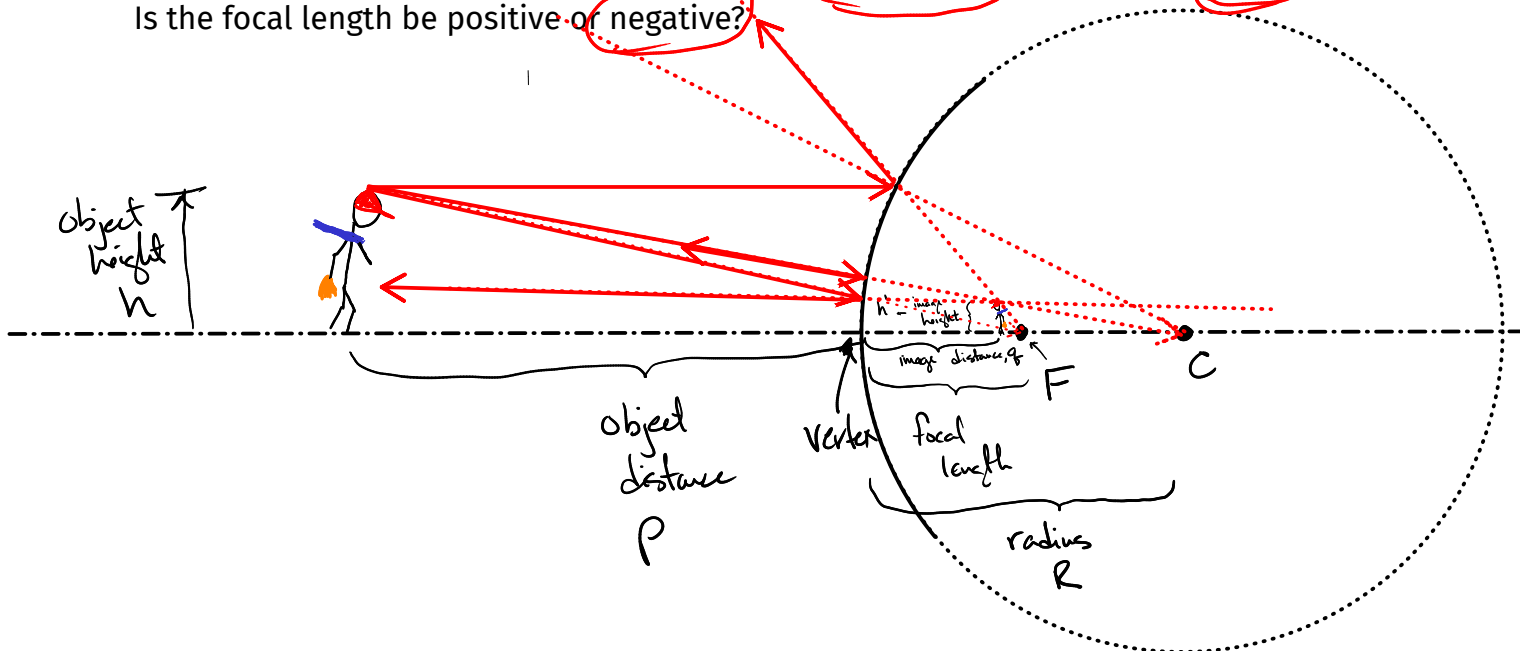 Is the focal length be positive or negative?
object
height
h
h' - image
height
image distance, q
F
C
object
distance
p
vertex
focal
length
radius
R